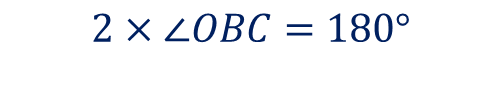 2 × ∠OBC = 180°